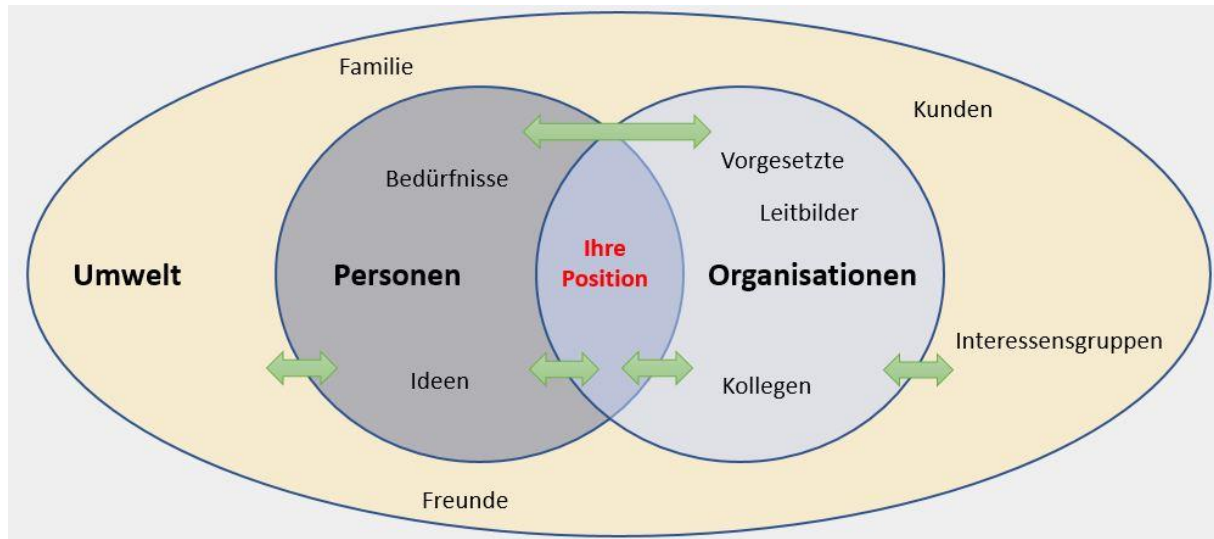 Familie
Kunden
Vorgesetzte
Bedürfnisse
Leitbilder
Ihre
Position
Umwelt
Personen
Organisationen
Interessensgruppen
Ideen
Kollegen
Freunde